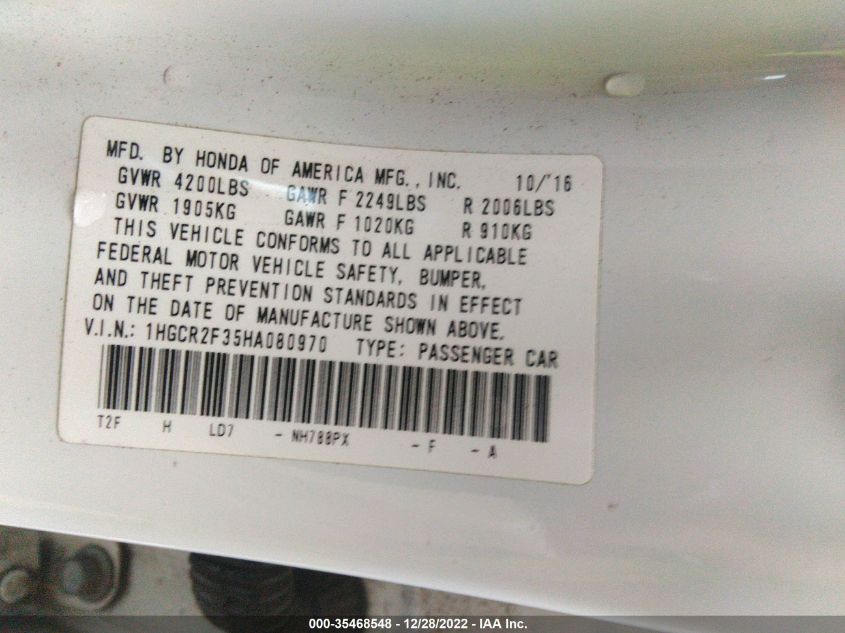 MFD. BY HONDA OF AMERICA MFG., INC. 10/'16
GVWR 4200LBS GAWR F 2249LBS R 2006LBS
GVWR 1905KG GAWR F 1020KG R 910KG
THIS VEHICLE CONFORMS TO ALL APPLICABLE
FEDERAL MOTOR VEHICLE SAFETY, BUMPER,
AND THEFT PREVENTION STANDARDS IN EFFECT
ON THE DATE OF MANUFACTURE SHOWN ABOVE.
V.I.N.: 1HGCR2F35HA080970 TYPE: PASSENGER CAR
T2F H LD7 - NH788PX - F - A
000-35468548 - 12/28/2022 - IAA Inc.